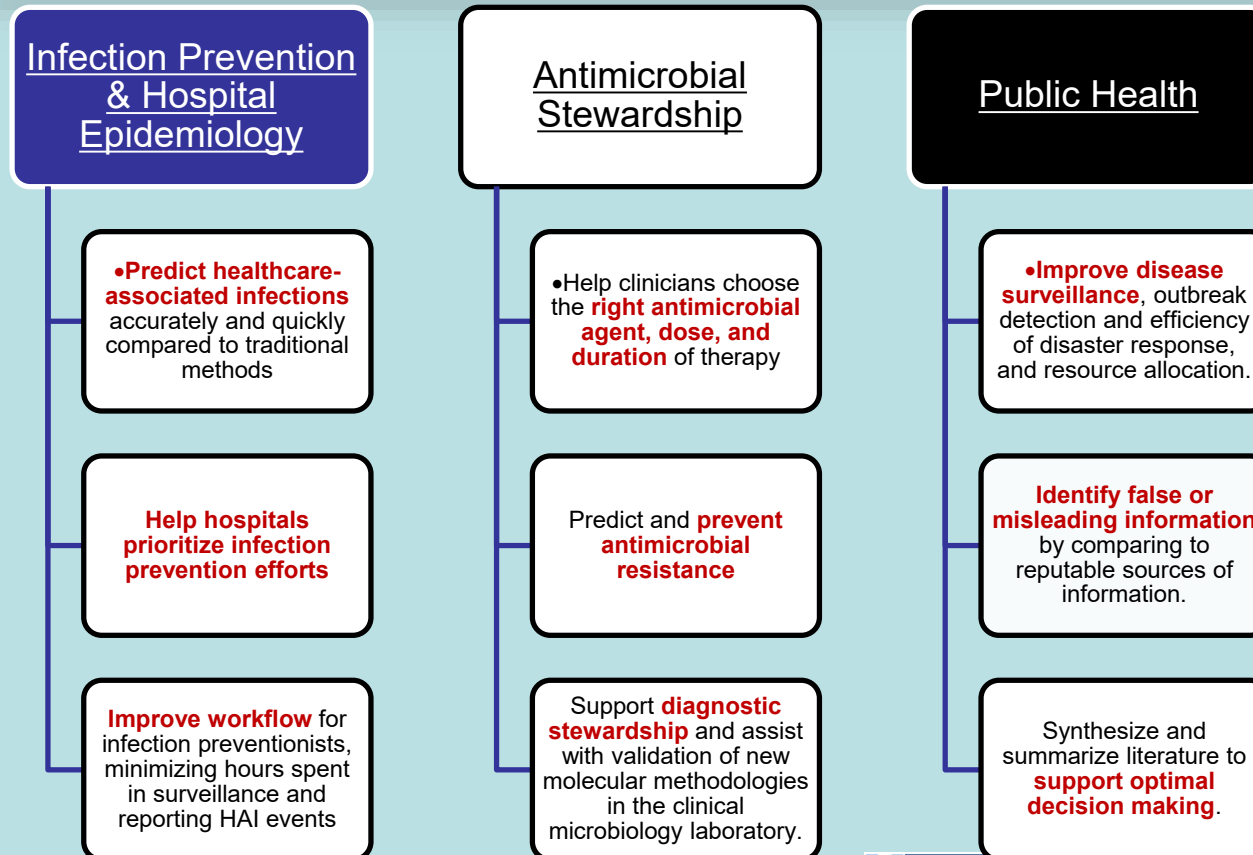 Infection Prevention
& Hospital
Epidemiology
•Predict healthcare-
associated infections
accurately and quickly
compared to traditional
methods
Help hospitals
prioritize infection
prevention efforts
Improve workflow for
infection preventionists,
minimizing hours spent
in surveillance and
reporting HAI events
Antimicrobial
Stewardship
•Help clinicians choose
the right antimicrobial
agent, dose, and
duration of therapy
Predict and prevent
antimicrobial
resistance
Support diagnostic
stewardship and assist
with validation of new
molecular methodologies
in the clinical
microbiology laboratory.
Public Health
•Improve disease
surveillance, outbreak
detection and efficiency
of disaster response,
and resource allocation.
Identify false or
misleading information
by comparing to
reputable sources of
information.
Synthesize and
summarize literature to
support optimal
decision making.